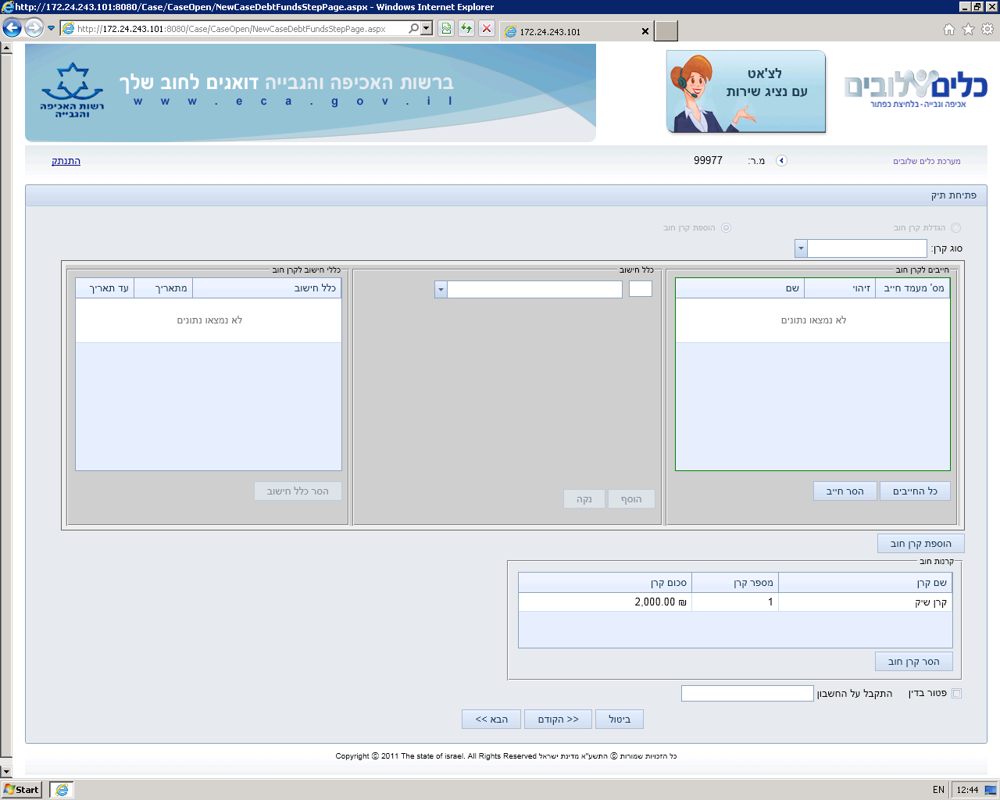 http://172.24.243.101:8080/Case/CaseOpen/NewCaseDebtFundsStepPage.aspx - Windows Internet Explorer
http://172.24.243.101:8080/Case/CaseOpen/NewCaseDebtFundsStepPage.aspx
172.24.243.101
כלים שלובים
אכיפה וגבייה - בלחיצת כפתור
לצ'אט
עם נציג שירות
ברשות האכיפה והגבייה דואגים לחוב שלך
www.eca.gov.il
רשות האכיפה
והגבייה
מערכת כלים שלובים
מ.ר: 99977
התנתק
פתיחת תיק
הגדלת קרן חוב
הוספת קרן חוב
סוג קרן:
חייבים לקרן חוב
כלל חישוב
כללי חישוב לקרן חוב
מס' מעמד חייב זיהוי שם
כלל חישוב מתאריך עד תאריך
לא נמצאו נתונים
לא נמצאו נתונים
כל החייבים הסר חייב
הוסף נקה
הסר כלל חישוב
הוספת קרן חוב
קרנות חוב
שם קרן מספר קרן סכום קרן
קרן שיק 1 2,000.00 ₪
הסר קרן חוב
פטור בדין התקבל על החשבון
ביטול << הקודם הבא >>
כל הזכויות שמורות © התשע"א מדינת ישראל Copyright © 2011 The state of israel. All Rights Reserved
Start
EN 12:44